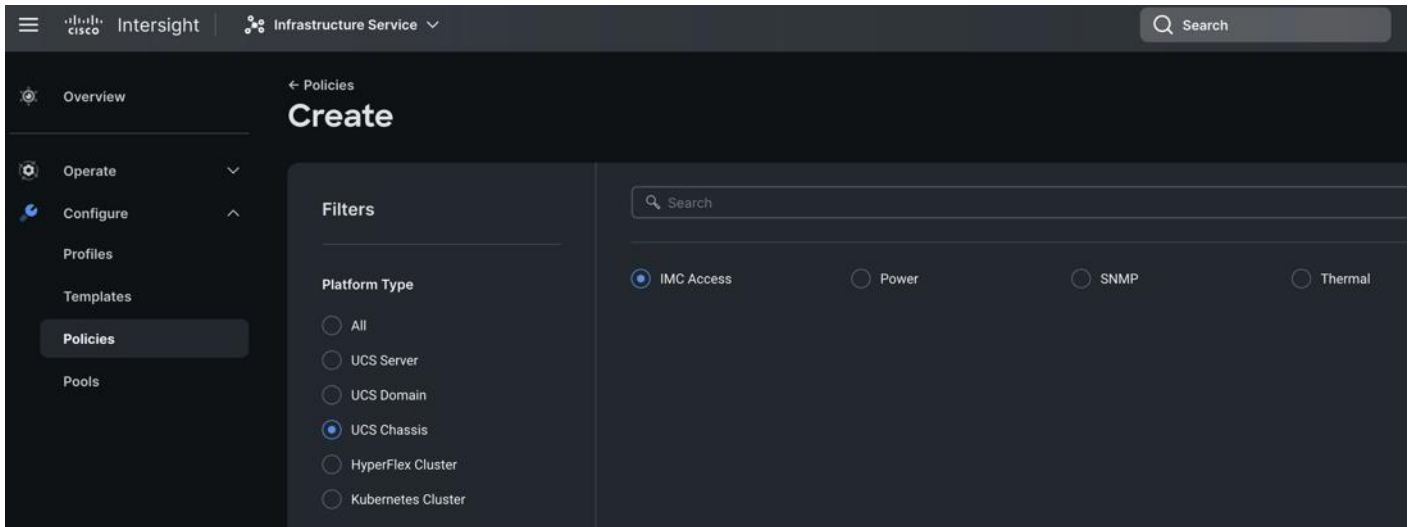 cisco Intersight Infrastructure Service Search
Overview
Operate
Configure
Profiles
Templates
Policies
Pools
← Policies
Create
Filters
Platform Type
All
UCS Server
UCS Domain
UCS Chassis
HyperFlex Cluster
Kubernetes Cluster
Search
IMC Access Power SNMP Thermal